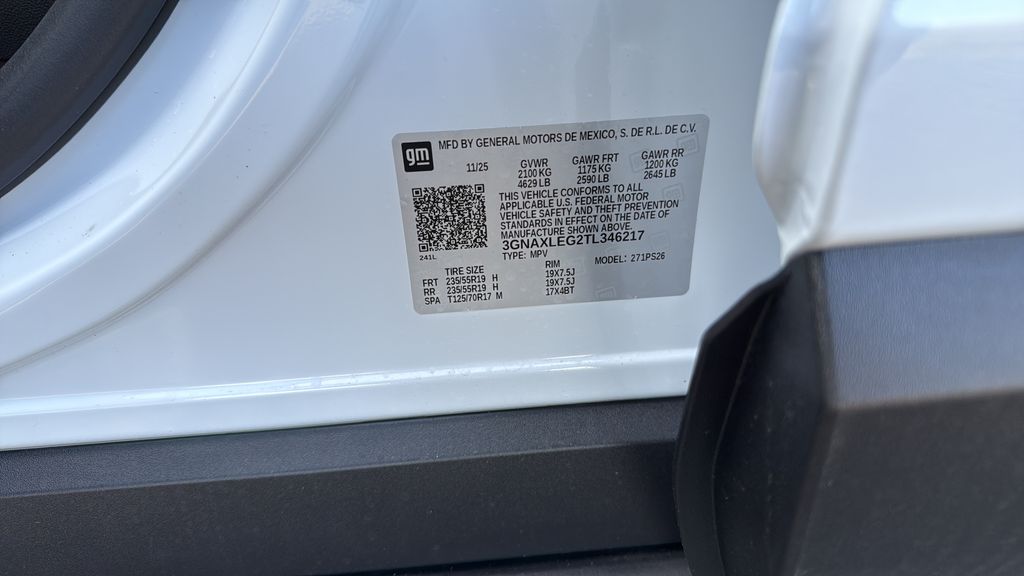 MFD BY GENERAL MOTORS DE MEXICO, S. DE R.L. DE C.V.
gm
11/25 GVWR GAWR FRT GAWR RR
2100 KG 1175 KG 1200 KG
4629 LB 2590 LB 2645 LB
THIS VEHICLE CONFORMS TO ALL
APPLICABLE U.S. FEDERAL MOTOR
VEHICLE SAFETY AND THEFT PREVENTION
STANDARDS IN EFFECT ON THE DATE OF
MANUFACTURE SHOWN ABOVE.
3GNAXLEG2TL346217
241L TYPE: MPV MODEL: 271PS26
TIRE SIZE RIM
FRT 235/55R19 H 19X7.5J
RR 235/55R19 H 19X7.5J
SPA T125/70R17 M 17X4BT